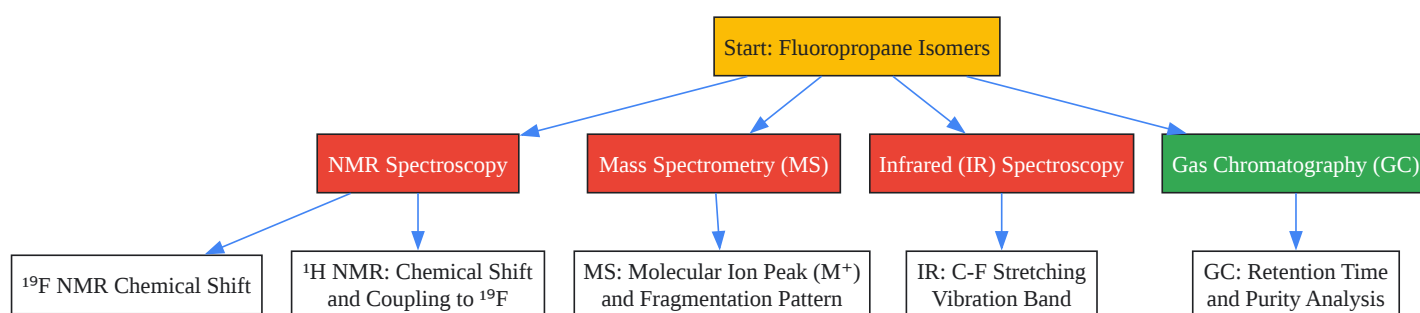 Start: Fluoropropane Isomers
NMR Spectroscopy
Mass Spectrometry (MS)
Infrared (IR) Spectroscopy
Gas Chromatography (GC)
¹⁹F NMR Chemical Shift
¹H NMR: Chemical Shift
and Coupling to ¹⁹F
MS: Molecular Ion Peak (M⁺)
and Fragmentation Pattern
IR: C-F Stretching
Vibration Band
GC: Retention Time
and Purity Analysis